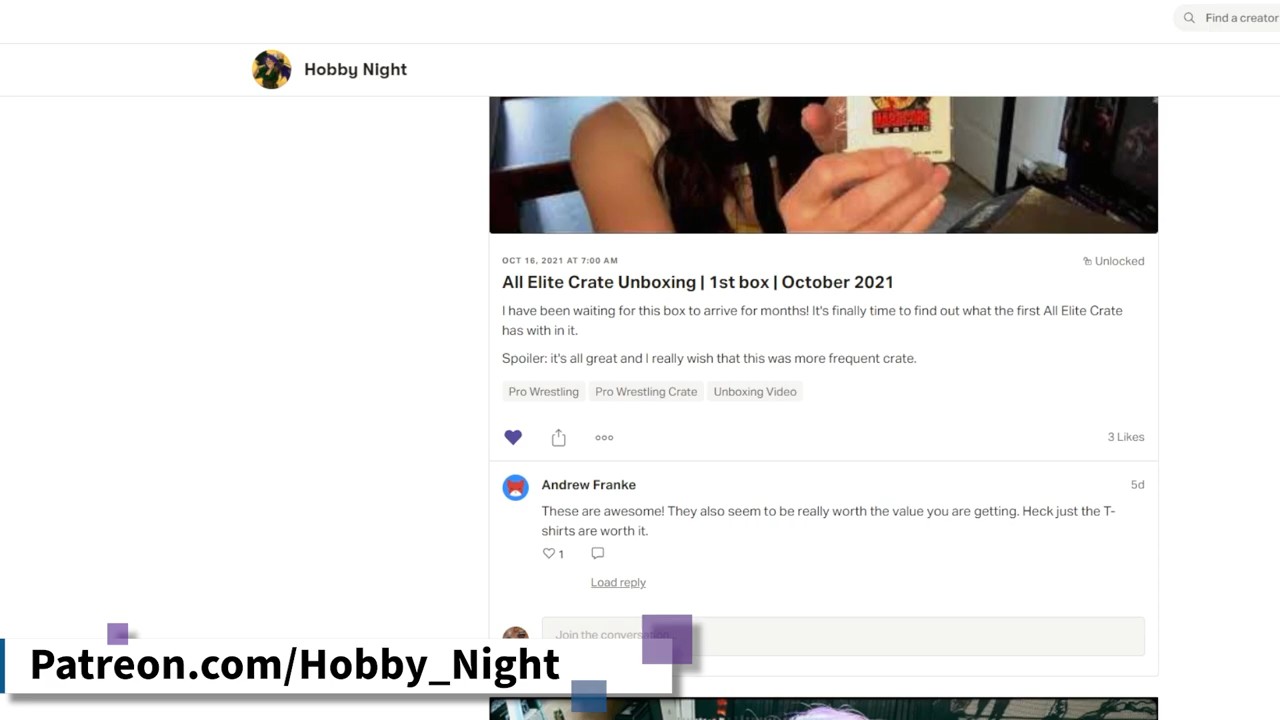 Find a creator
Hobby Night
HARDCORE
LEGEND
OCT 16, 2021 AT 7:00 AM
Unlocked
All Elite Crate Unboxing | 1st box | October 2021
I have been waiting for this box to arrive for months! It's finally time to find out what the first All Elite Crate
has with in it.
Spoiler: it's all great and I really wish that this was more frequent crate.
Pro Wrestling
Pro Wrestling Crate
Unboxing Video
3 Likes
Andrew Franke
5d
These are awesome! They also seem to be really worth the value you are getting. Heck just the T-
shirts are worth it.
1
Load reply
Join the conversation...
Patreon.com/Hobby_Night